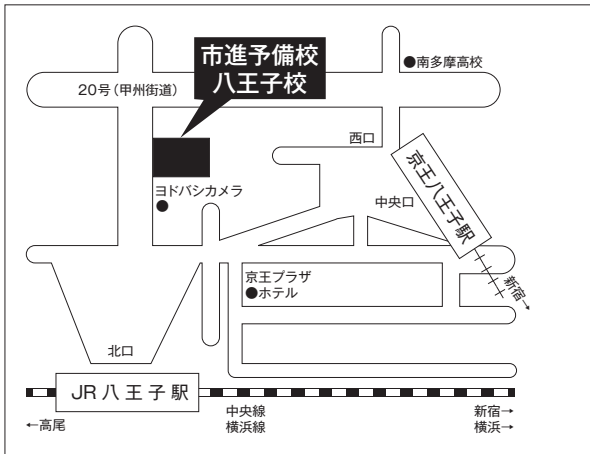 市進予備校
八王子校
●南多摩高校
20号(甲州街道)
西口
京王八王子駅
中央口
ヨドバシカメラ
京王プラザ
●ホテル
新宿→
北口
JR八王子駅
中央線
横浜線
新宿→
横浜→
←高尾